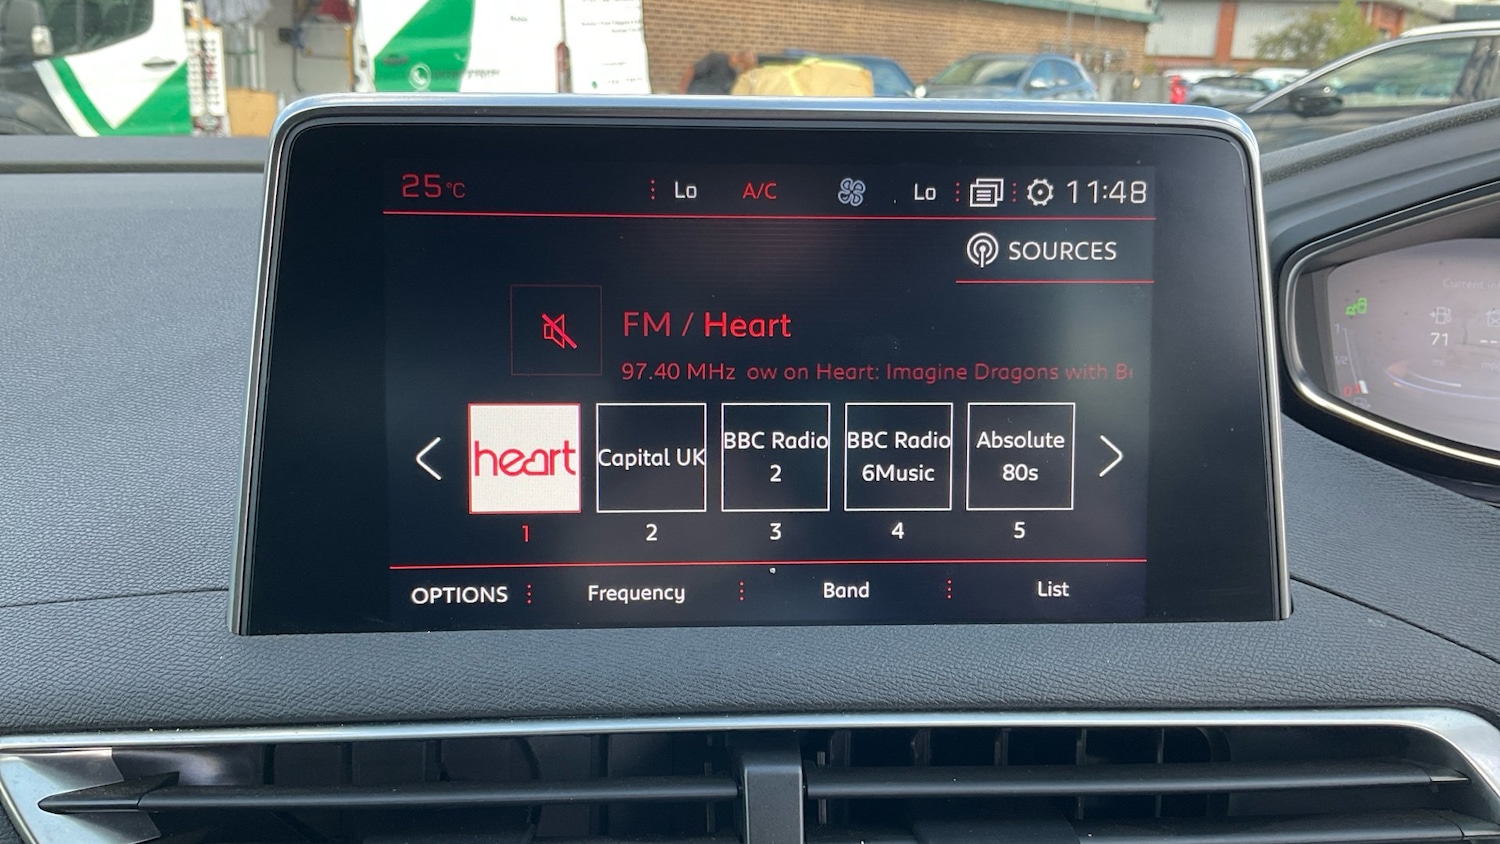 25°C Lo A/C Lo 11:48
SOURCES
FM / Heart
97.40 MHz ow on Heart: Imagine Dragons with B
heart
Capital UK
BBC Radio
2
BBC Radio
6Music
Absolute
80s
1 2 3 4 5
OPTIONS Frequency Band List
71